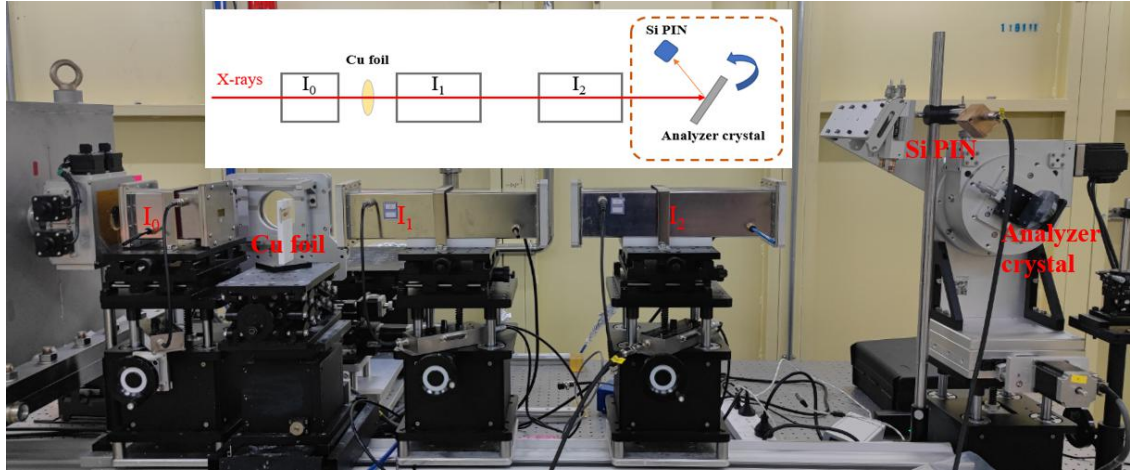 Si PIN
Cu foil
X-rays
I₀
I₁
I₂
Analyzer crystal
Si PIN
I₀
I₁
I₂
Cu foil
Analyzer
crystal